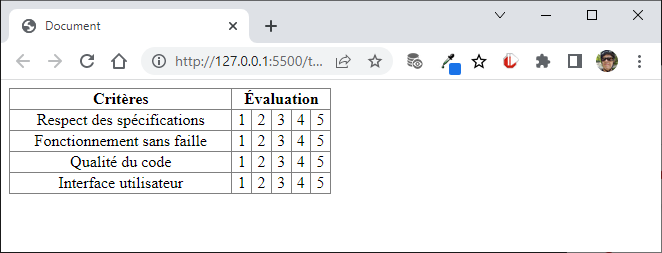 Document
http://127.0.0.1:5500/t...
Critères Évaluation
Respect des spécifications 1 2 3 4 5
Fonctionnement sans faille 1 2 3 4 5
Qualité du code 1 2 3 4 5
Interface utilisateur 1 2 3 4 5